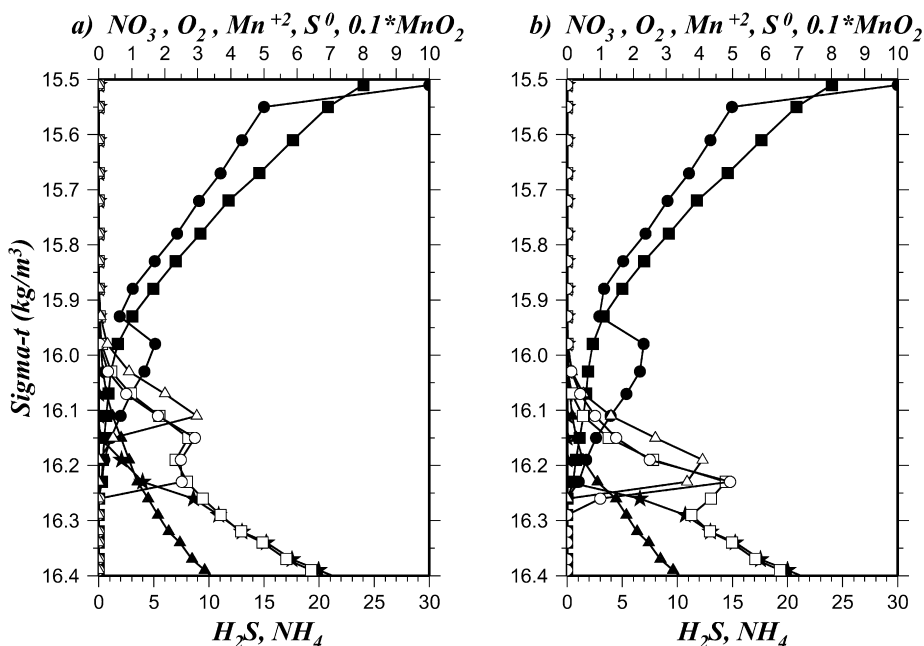 a) NO3 , O2 , Mn+2, S0, 0.1*MnO2
b) NO3 , O2 , Mn+2, S0, 0.1*MnO2
0 1 2 3 4 5 6 7 8 9 10
0 1 2 3 4 5 6 7 8 9 10
Sigma-t (kg/m3)
15.5
15.6
15.7
15.8
15.9
16.0
16.1
16.2
16.3
16.4
15.5
15.6
15.7
15.8
15.9
16.0
16.1
16.2
16.3
16.4
0 5 10 15 20 25 30
0 5 10 15 20 25 30
H2S, NH4
H2S, NH4